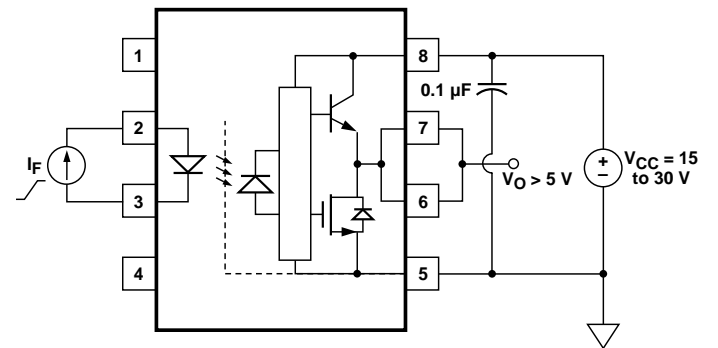 1
8
0.1 µF
2
7
I_F
V_O > 5 V
+
–
V_CC = 15
to 30 V
3
6
4
5